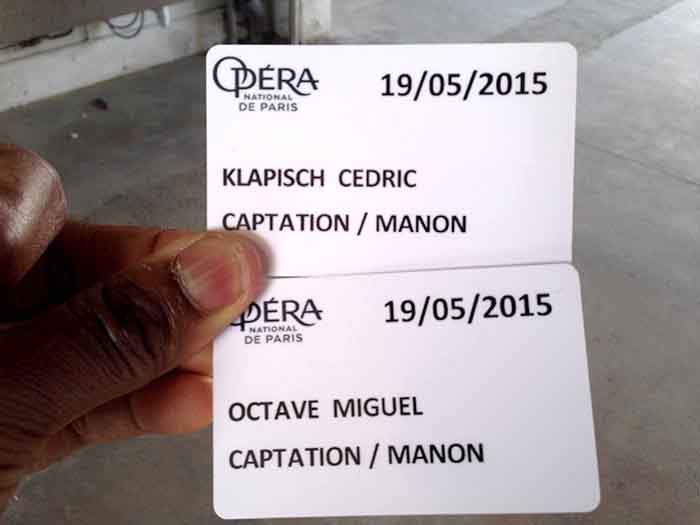 OPÉRA
NATIONAL
DE PARIS
19/05/2015
KLAPISCH CEDRIC
CAPTATION / MANON
OPÉRA
NATIONAL
DE PARIS
19/05/2015
OCTAVE MIGUEL
CAPTATION / MANON